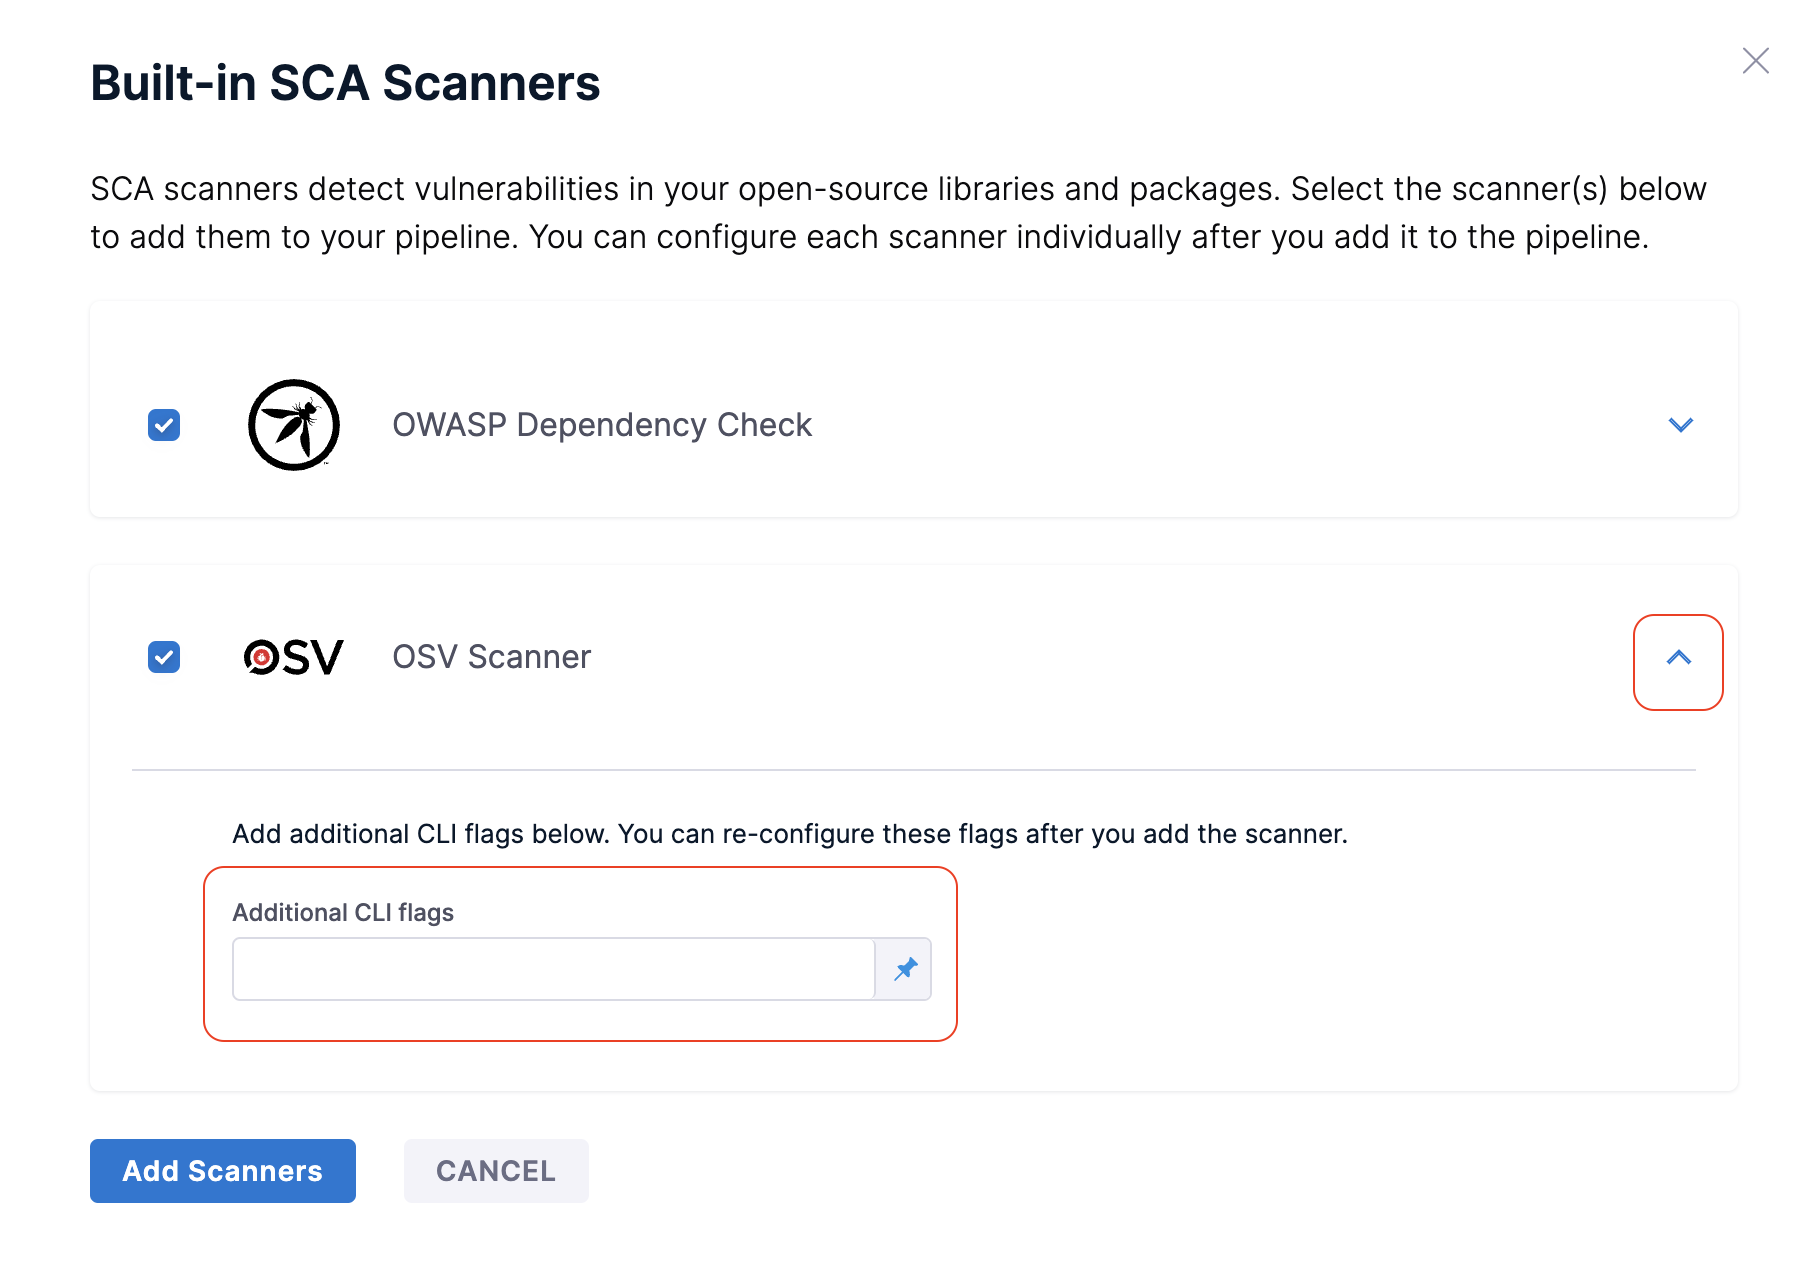 Built-in SCA Scanners
SCA scanners detect vulnerabilities in your open-source libraries and packages. Select the scanner(s) below
to add them to your pipeline. You can configure each scanner individually after you add it to the pipeline.
OWASP Dependency Check
OSV OSV Scanner
Add additional CLI flags below. You can re-configure these flags after you add the scanner.
Additional CLI flags
Add Scanners CANCEL